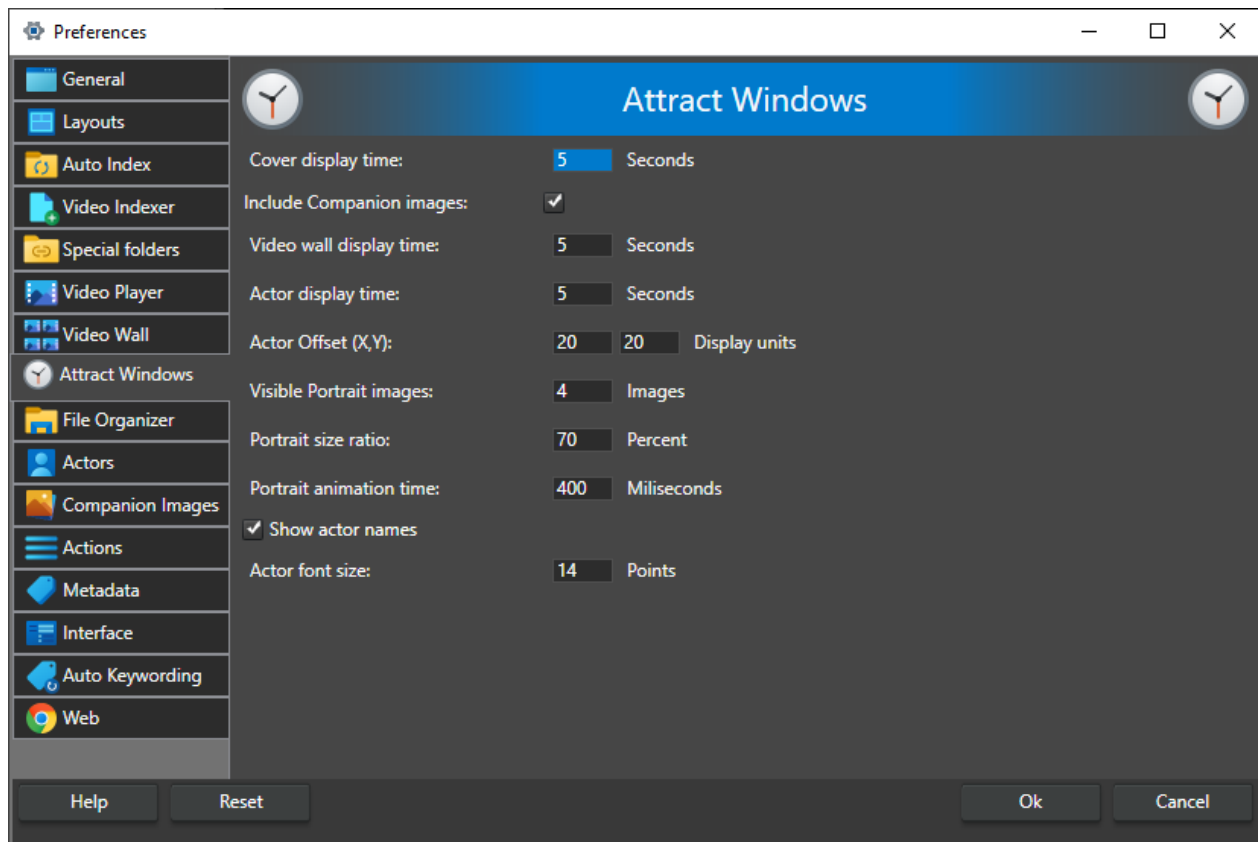 Preferences
General
Layouts
Auto Index
Video Indexer
Special folders
Video Player
Video Wall
Attract Windows
File Organizer
Actors
Companion Images
Actions
Metadata
Interface
Auto Keywording
Web
Attract Windows
Cover display time: 5 Seconds
Include Companion images:
Video wall display time: 5 Seconds
Actor display time: 5 Seconds
Actor Offset (X,Y): 20 20 Display units
Visible Portrait images: 4 Images
Portrait size ratio: 70 Percent
Portrait animation time: 400 Miliseconds
Show actor names
Actor font size: 14 Points
Help Reset Ok Cancel